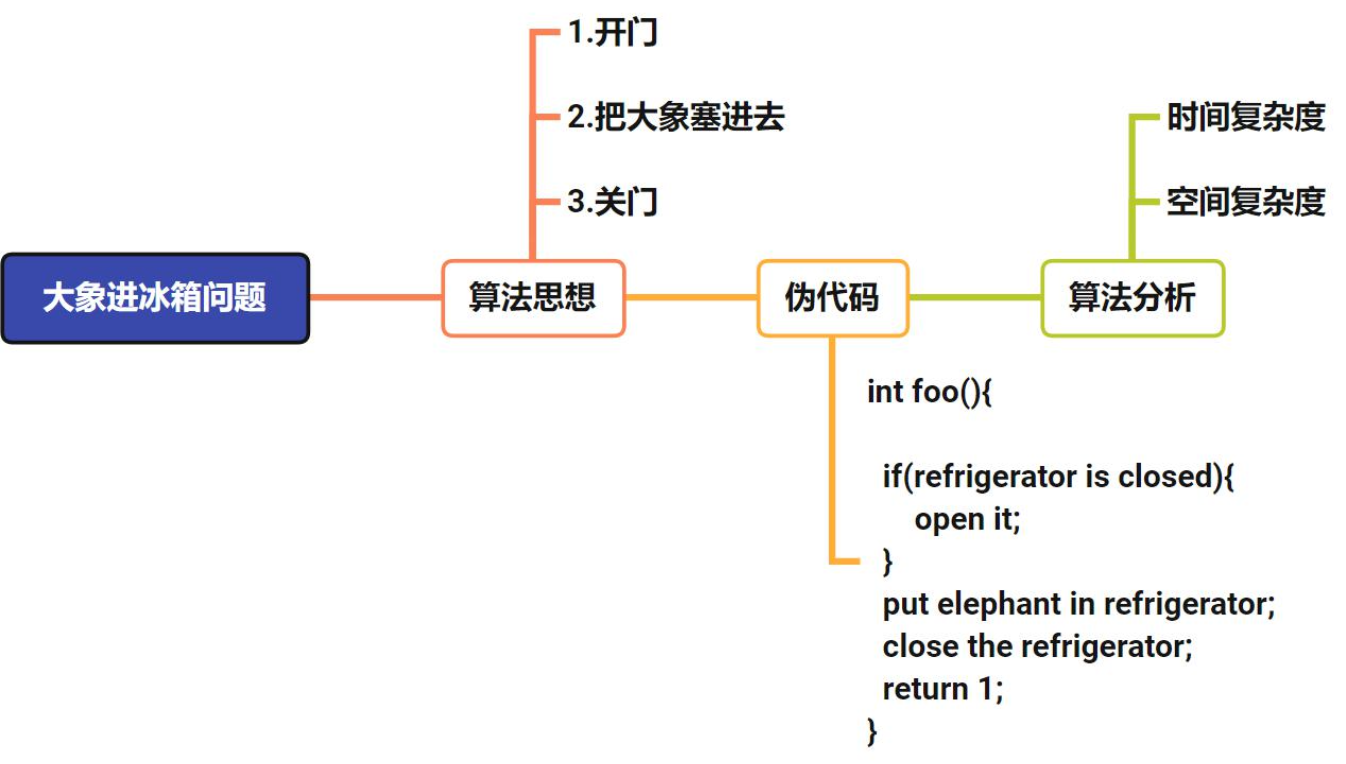 大象进冰箱问题
算法思想
1.开门
2.把大象塞进去
3.关门
伪代码
int foo(){
if(refrigerator is closed){
open it;
}
put elephant in refrigerator;
close the refrigerator;
return 1;
}
算法分析
时间复杂度
空间复杂度